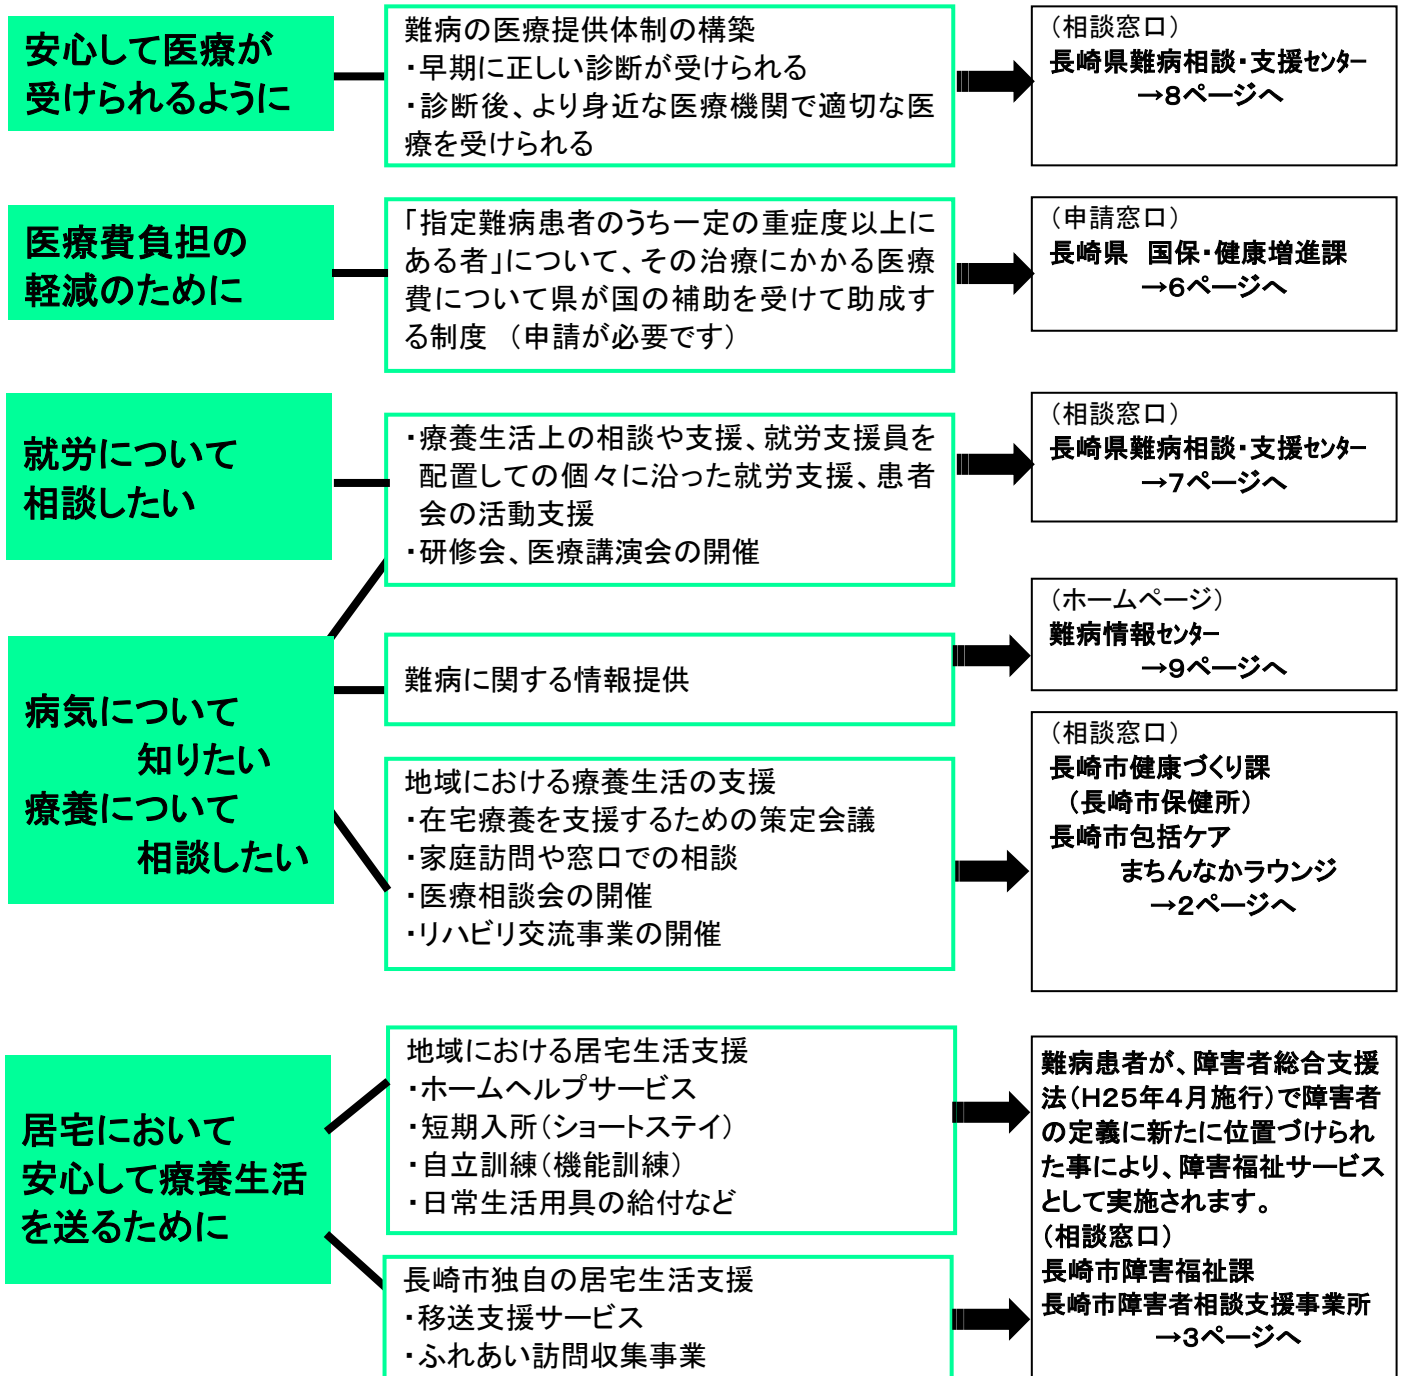 安心して医療が
受けられるように
難病の医療提供体制の構築
・早期に正しい診断が受けられる
・診断後、より身近な医療機関で適切な医
療を受けられる
（相談窓口）
長崎県難病相談・支援ｾﾝﾀｰ
→8ページへ
医療費負担の
軽減のために
「指定難病患者のうち一定の重症度以上に
ある者」について、その治療にかかる医療
費について県が国の補助を受けて助成す
る制度　（申請が必要です）
（申請窓口）
長崎県　国保・健康増進課
→6ページへ
就労について
相談したい
・療養生活上の相談や支援、就労支援員を
配置しての個々に沿った就労支援、患者
会の活動支援
・研修会、医療講演会の開催
（相談窓口）
長崎県難病相談・支援ｾﾝﾀｰ
→7ページへ
病気について
知りたい
療養について
相談したい
難病に関する情報提供
（ホームページ）
難病情報ｾﾝﾀｰ
→9ページへ
地域における療養生活の支援
・在宅療養を支援するための策定会議
・家庭訪問や窓口での相談
・医療相談会の開催
・リハビリ交流事業の開催
（相談窓口）
長崎市健康づくり課
（長崎市保健所）
長崎市包括ケア
まちんなかラウンジ
→2ページへ
居宅において
安心して療養生活
を送るために
地域における居宅生活支援
・ホームヘルプサービス
・短期入所（ショートステイ）
・自立訓練（機能訓練）
・日常生活用具の給付など
長崎市独自の居宅生活支援
・移送支援サービス
・ふれあい訪問収集事業
難病患者が、障害者総合支援
法（H25年4月施行）で障害者
の定義に新たに位置づけられ
た事により、障害福祉サービス
として実施されます。
（相談窓口）
長崎市障害福祉課
長崎市障害者相談支援事業所
→3ページへ